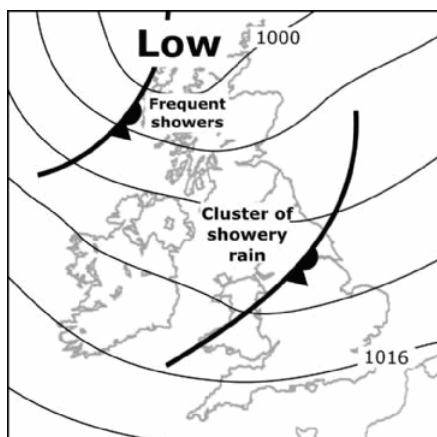 Low
1000
Frequent
showers
Cluster of
showery
rain
1016